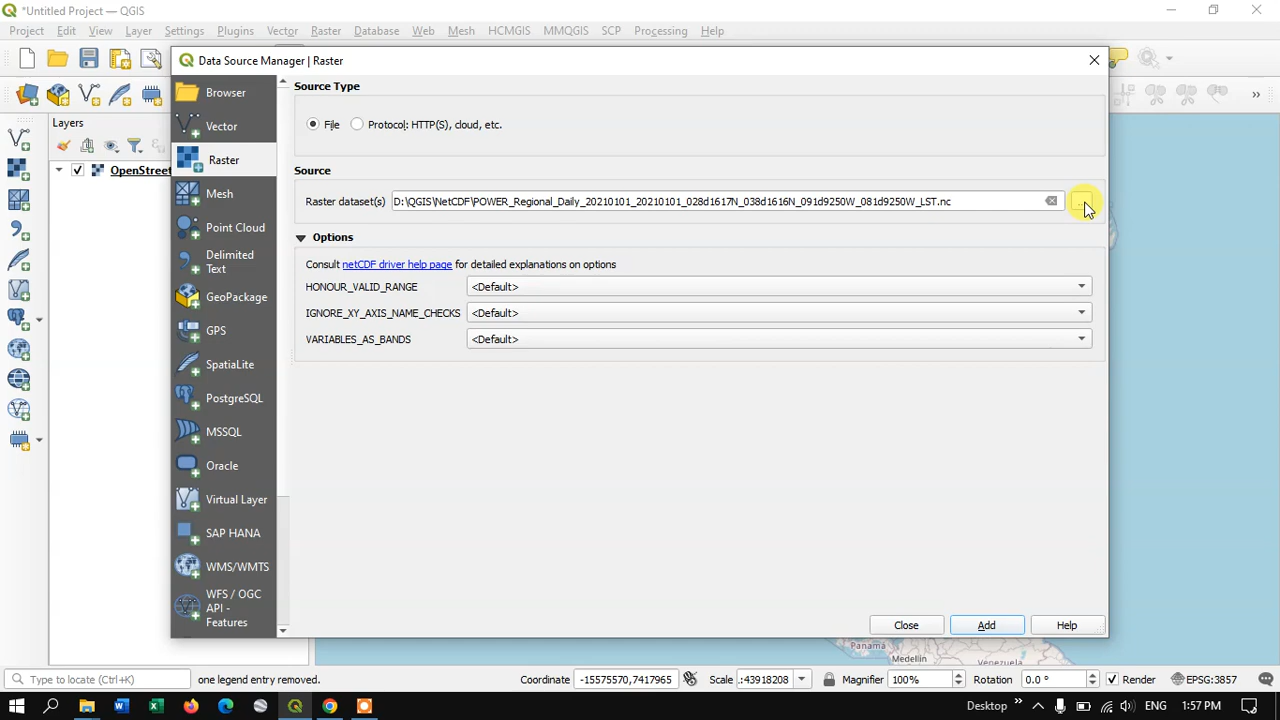 *Untitled Project — QGIS
Project Edit View Layer Settings Plugins Vector Raster Database Web Mesh HCMGIS MMQGIS SCP Processing Help
Data Source Manager | Raster
Layers
OpenStreet
Browser
Vector
Raster
Mesh
Point Cloud
Delimited
Text
GeoPackage
GPS
SpatiaLite
PostgreSQL
MSSQL
Oracle
Virtual Layer
SAP HANA
WMS/WMTS
WFS / OGC
API -
Features
Source Type
File Protocol: HTTP(S), cloud, etc.
Source
Raster dataset(s) D:\QGIS\NetCDF\POWER_Regional_Daily_20210101_20210101_028d1617N_038d1616N_091d9250W_081d9250W_LST.nc
Options
Consult netCDF driver help page for detailed explanations on options
HONOUR_VALID_RANGE <Default>
IGNORE_XY_AXIS_NAME_CHECKS <Default>
VARIABLES_AS_BANDS <Default>
Close Add Help
Panamá
Medellín
Venezuela
Type to locate (Ctrl+K) one legend entry removed. Coordinate -15575570,7417965 Scale :43918208 Magnifier 100% Rotation 0.0 ° Render EPSG:3857
Desktop ENG 1:57 PM